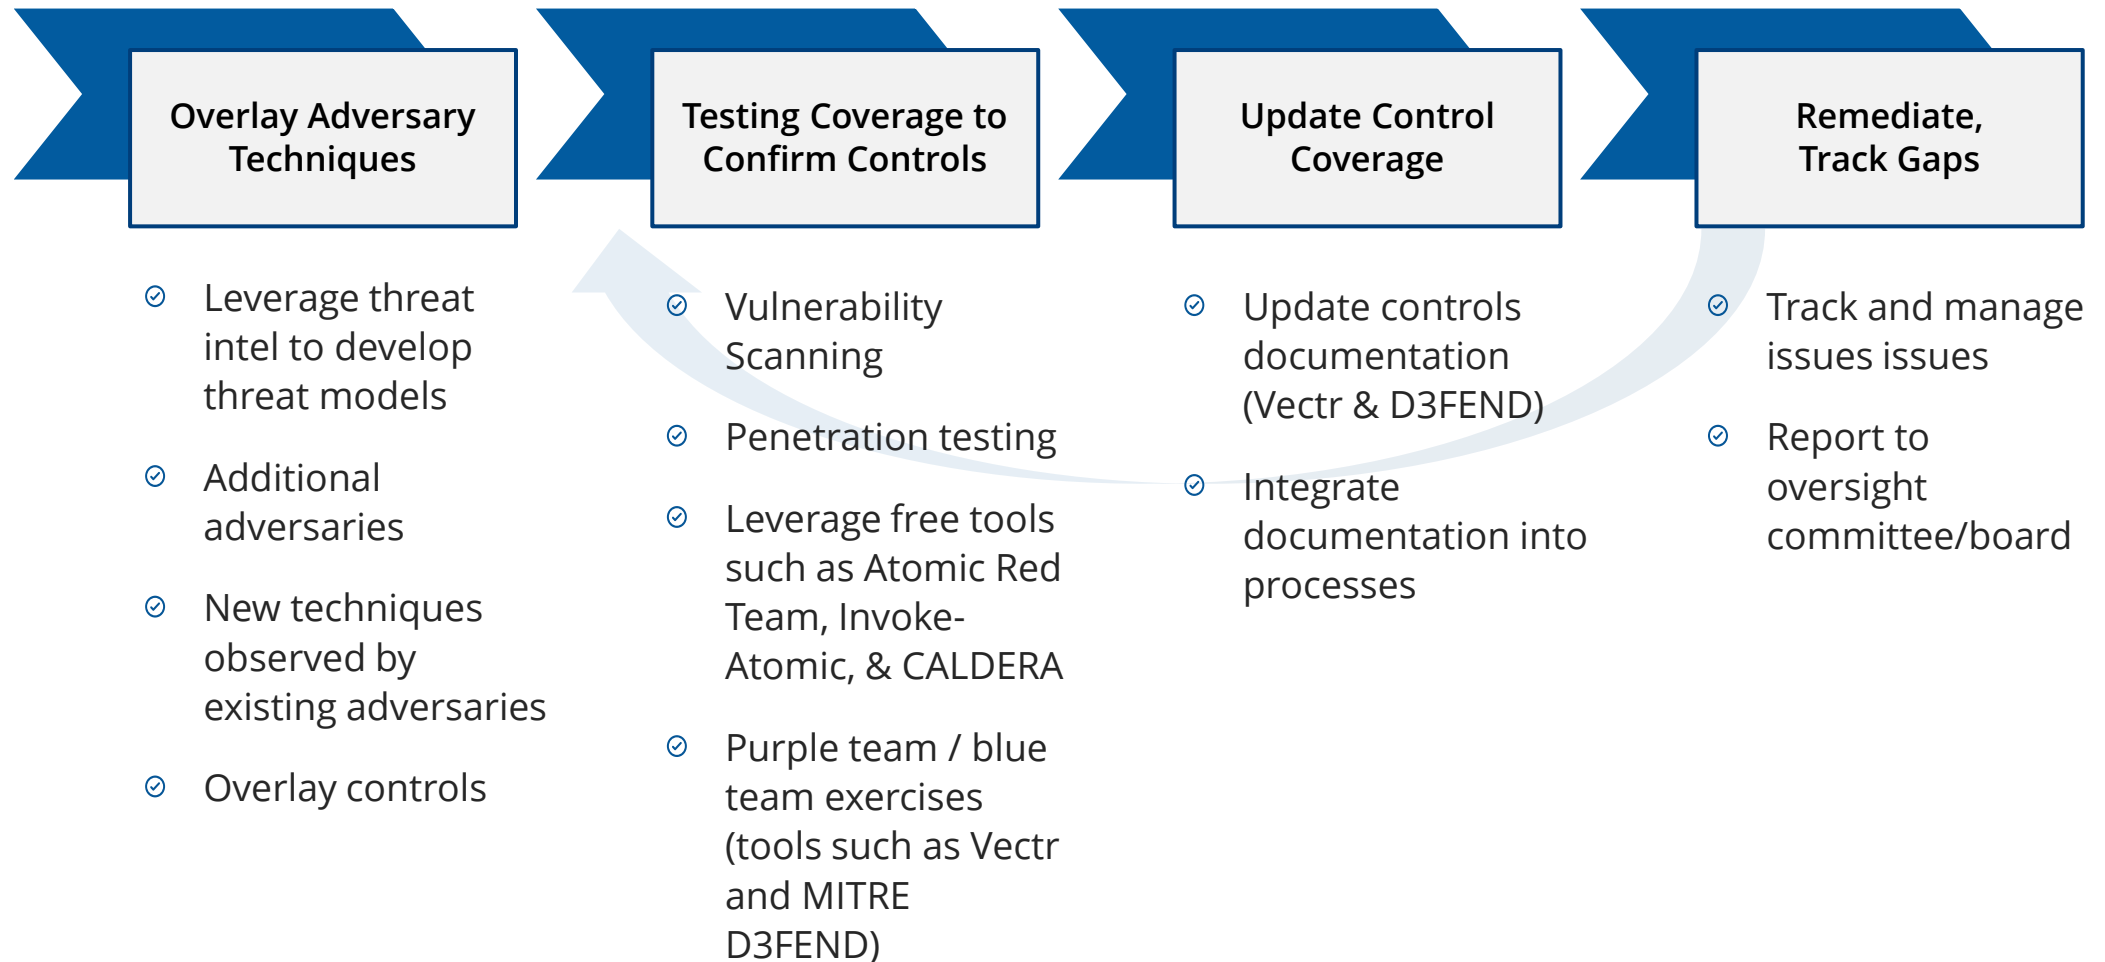 Overlay Adversary
Techniques
Leverage threat
intel to develop
threat models
Additional
adversaries
New techniques
observed by
existing adversaries
Overlay controls
Testing Coverage to
Confirm Controls
Vulnerability
Scanning
Penetration testing
Leverage free tools
such as Atomic Red
Team, Invoke-
Atomic, & CALDERA
Purple team / blue
team exercises
(tools such as Vectr
and MITRE
D3FEND)
Update Control
Coverage
Update controls
documentation
(Vectr & D3FEND)
Integrate
documentation into
processes
Remediate,
Track Gaps
Track and manage
issues issues
Report to
oversight
committee/board